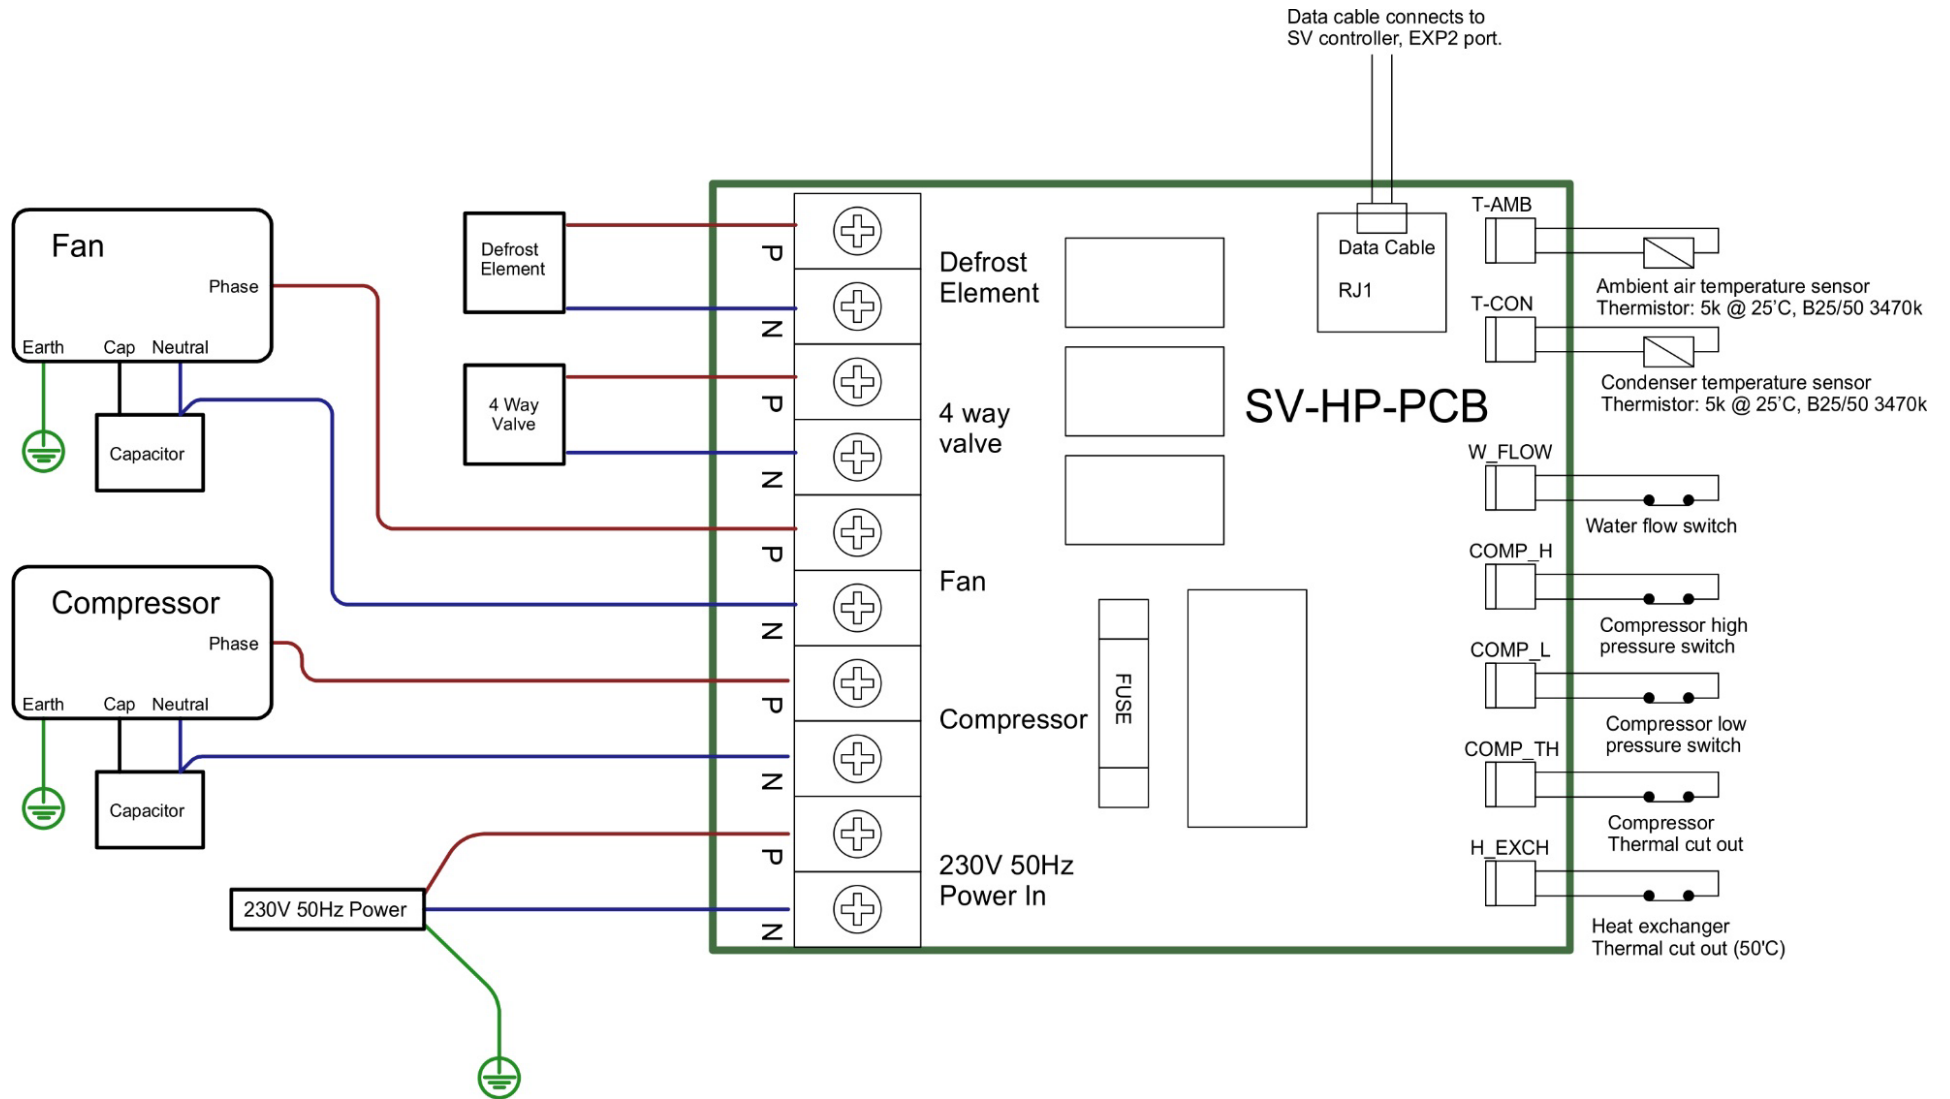 Data cable connects to
SV controller, EXP2 port.
Fan
Phase
Earth
Cap
Neutral
Capacitor
Compressor
Phase
Earth
Cap
Neutral
Capacitor
230V 50Hz Power
Defrost
Element
4 Way
Valve
P
N
P
N
P
N
P
N
P
N
Defrost
Element
4 way
valve
Fan
Compressor
230V 50Hz
Power In
FUSE
Data Cable
RJ1
SV-HP-PCB
T-AMB
Ambient air temperature sensor
Thermistor: 5k @ 25’C, B25/50 3470k
T-CON
Condenser temperature sensor
Thermistor: 5k @ 25’C, B25/50 3470k
W_FLOW
Water flow switch
COMP_H
Compressor high
pressure switch
COMP_L
Compressor low
pressure switch
COMP_TH
Compressor
Thermal cut out
H_EXCH
Heat exchanger
Thermal cut out (50'C)